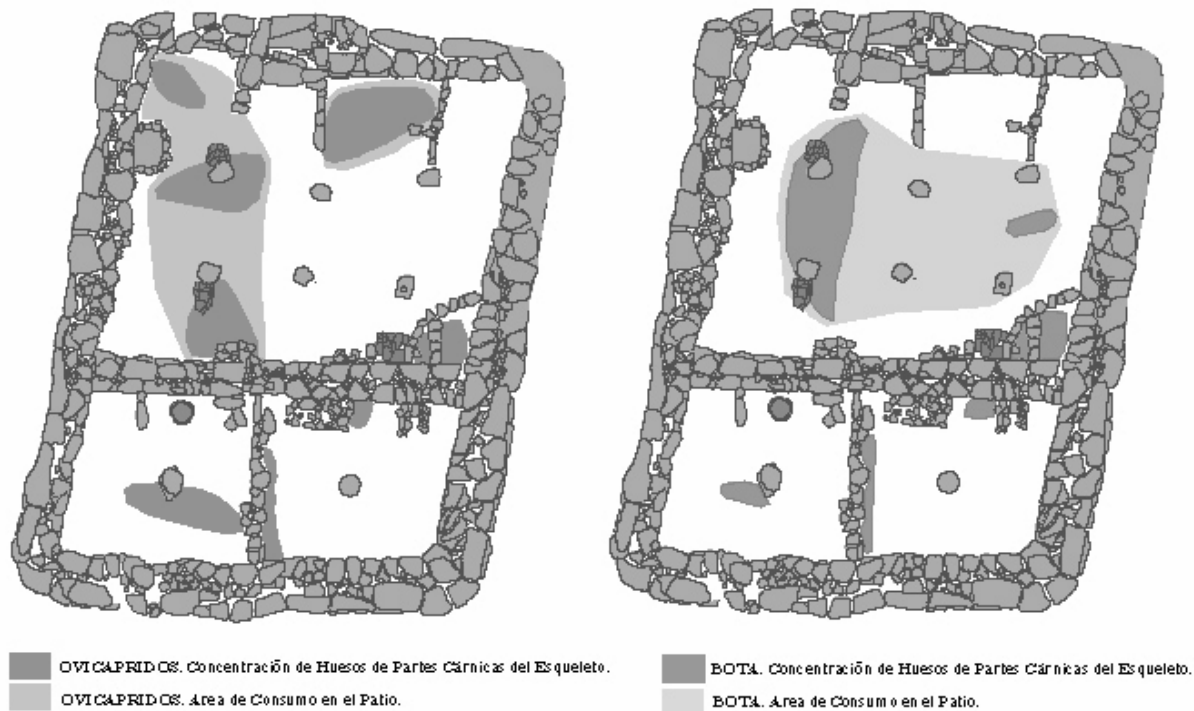 OVICAPRIDOS. Concentración de Huesos de Partes Cárnicas del Esqueleto.
OVICAPRIDOS. Area de Consumo en el Patio.
BOTA. Concentración de Huesos de Partes Cárnicas del Esqueleto.
BOTA. Area de Consumo en el Patio.